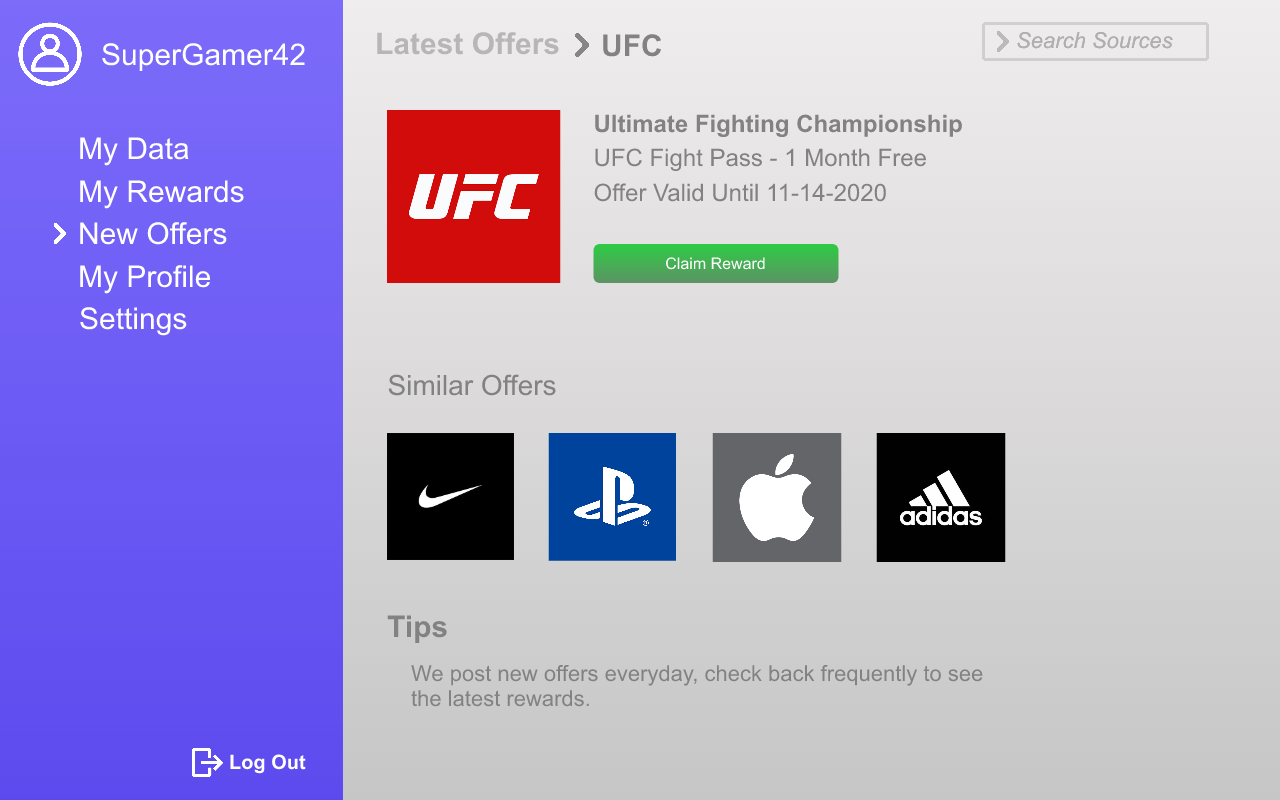 SuperGamer42
My Data
My Rewards
New Offers
My Profile
Settings
Log Out
Latest Offers > UFC
Search Sources
UFC
Ultimate Fighting Championship
UFC Fight Pass - 1 Month Free
Offer Valid Until 11-14-2020
Claim Reward
Similar Offers
adidas
Tips
We post new offers everyday, check back frequently to see
the latest rewards.